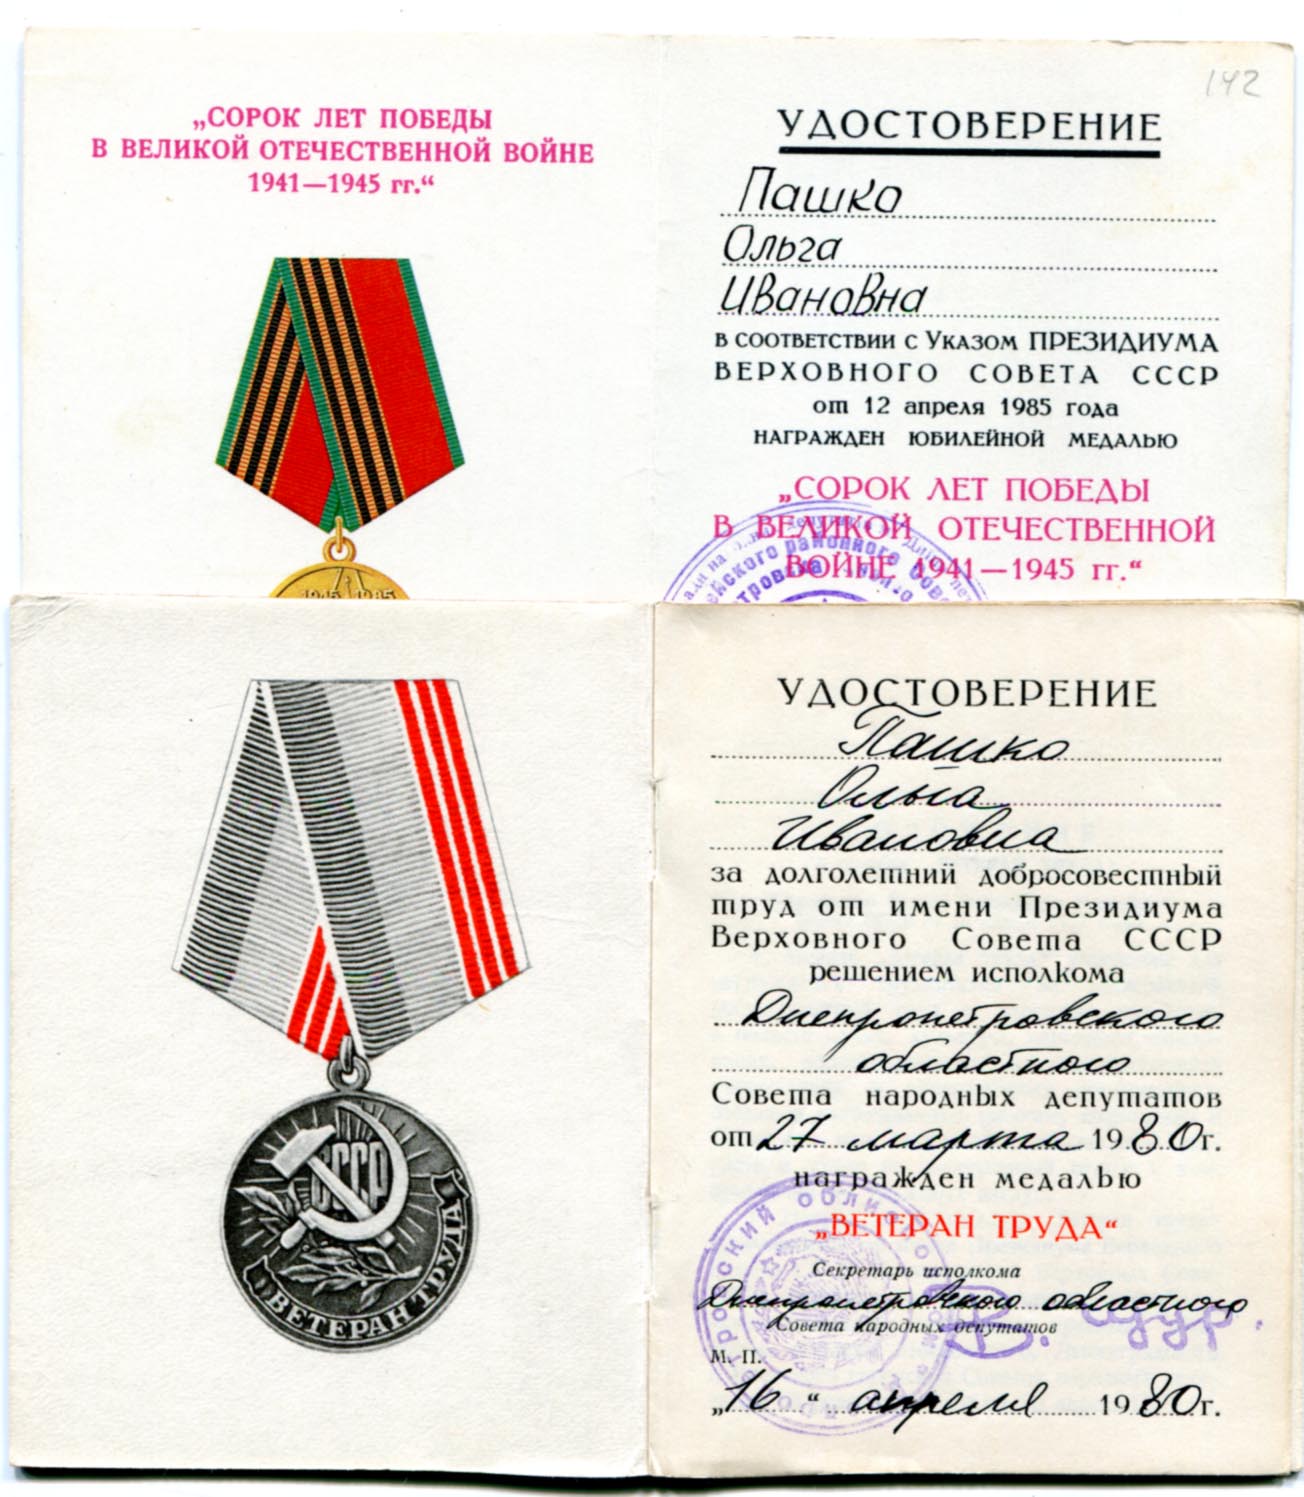 142
„СОРОК ЛЕТ ПОБЕДЫ
В ВЕЛИКОЙ ОТЕЧЕСТВЕННОЙ ВОЙНЕ
1941—1945 гг.“
1945 1985
УДОСТОВЕРЕНИЕ
Пашко
Ольга
Ивановна
в соответствии с Указом ПРЕЗИДИУМА
ВЕРХОВНОГО СОВЕТА СССР
от 12 апреля 1985 года
НАГРАЖДЕН ЮБИЛЕЙНОЙ МЕДАЛЬЮ
„СОРОК ЛЕТ ПОБЕДЫ
В ВЕЛИКОЙ ОТЕЧЕСТВЕННОЙ
ВОЙНЕ 1941—1945 гг.“
районного
СССР
ВЕТЕРАН ТРУДА
УДОСТОВЕРЕНИЕ
Пашко
Ольга
Ивановна
за долголетний добросовестный
труд от имени Президиума
Верховного Совета СССР
решением исполкома
Днепропетровского
областного
Совета народных депутатов
от 27 марта 1980 г.
награжден медалью
„ВЕТЕРАН ТРУДА“
Секретарь исполкома
Днепропетровского областного
Совета народных депутатов
М. П.
„16“ апреля 1980 г.